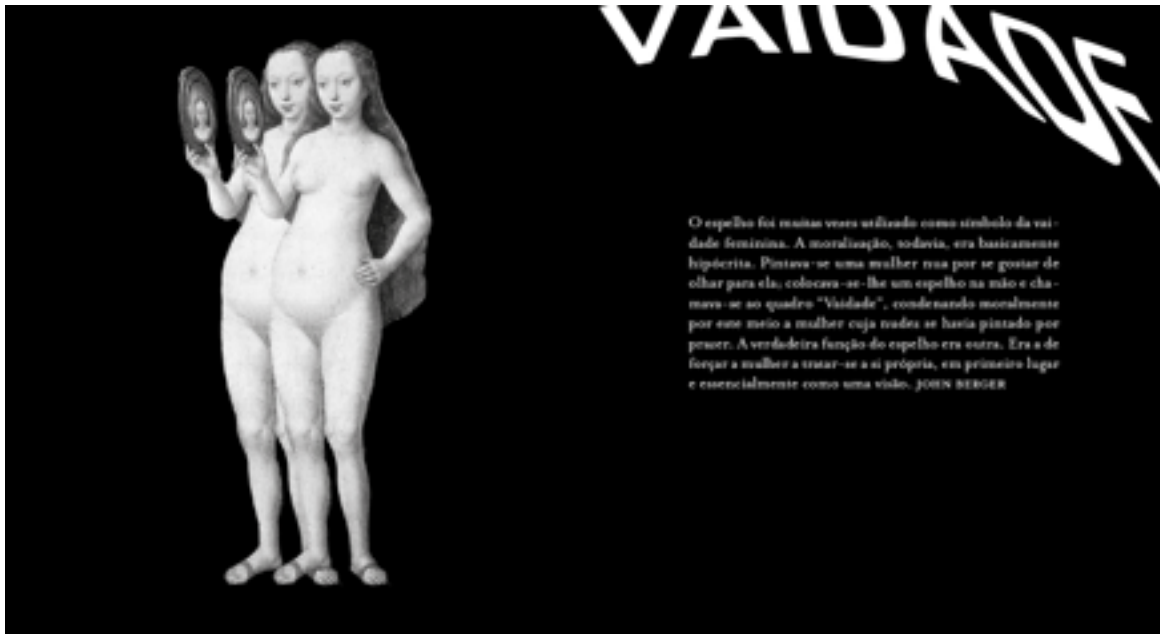 VAIDADE
O espelho foi muitas vezes utilizado como símbolo da vai-
dade feminina. A moralização, todavia, era basicamente
hipócrita. Pintava-se uma mulher nua por se gostar de
olhar para ela; colocava-se-lhe um espelho na mão e cha-
mava-se ao quadro "Vaidade", condenando moralmente
por este meio a mulher cuja nudez se havia pintado por
prazer. A verdadeira função do espelho era outra. Era a de
forçar a mulher a tratar-se a si própria, em primeiro lugar
e essencialmente como uma visão. JOHN BERGER